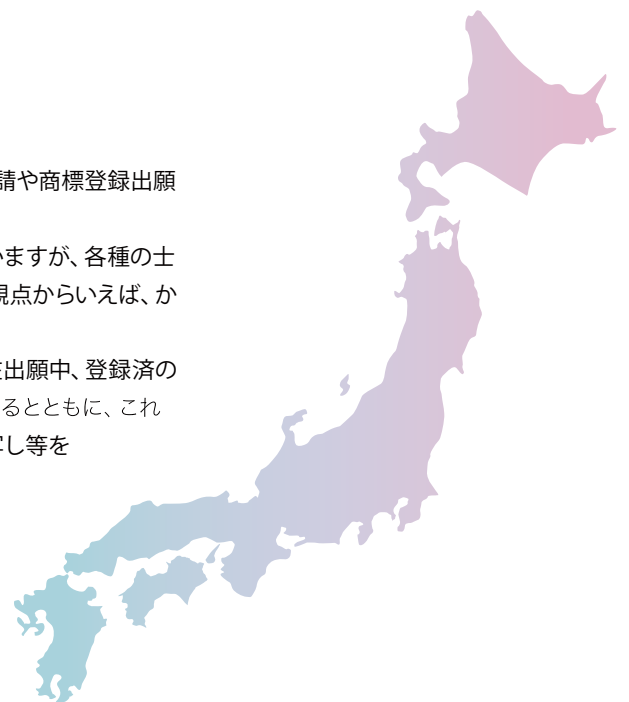 請や商標登録出願
いますが、各種の士
観点からいえば、か
出願中、登録済の
るとともに、これ
し等を